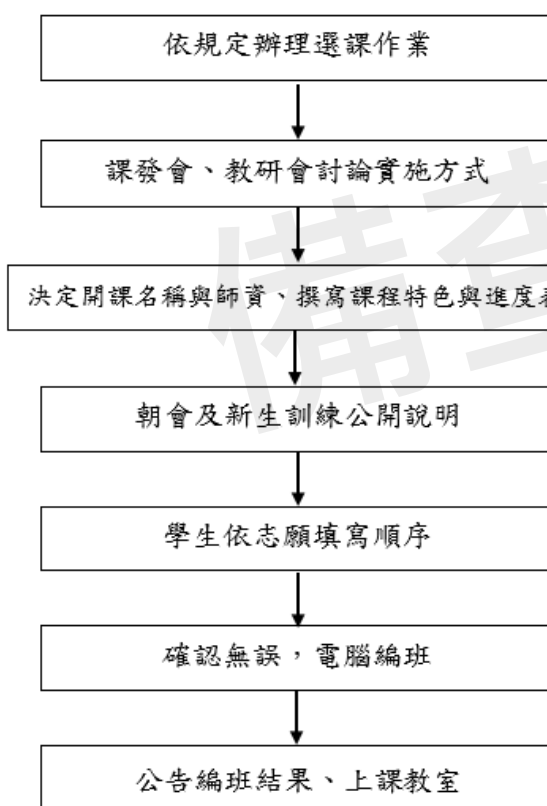 依規定辦理選課作業
課發會、教研會討論實施方式
決定開課名稱與師資、撰寫課程特色與進度表
朝會及新生訓練公開說明
學生依志願填寫順序
確認無誤，電腦編班
公告編班結果、上課教室
備查